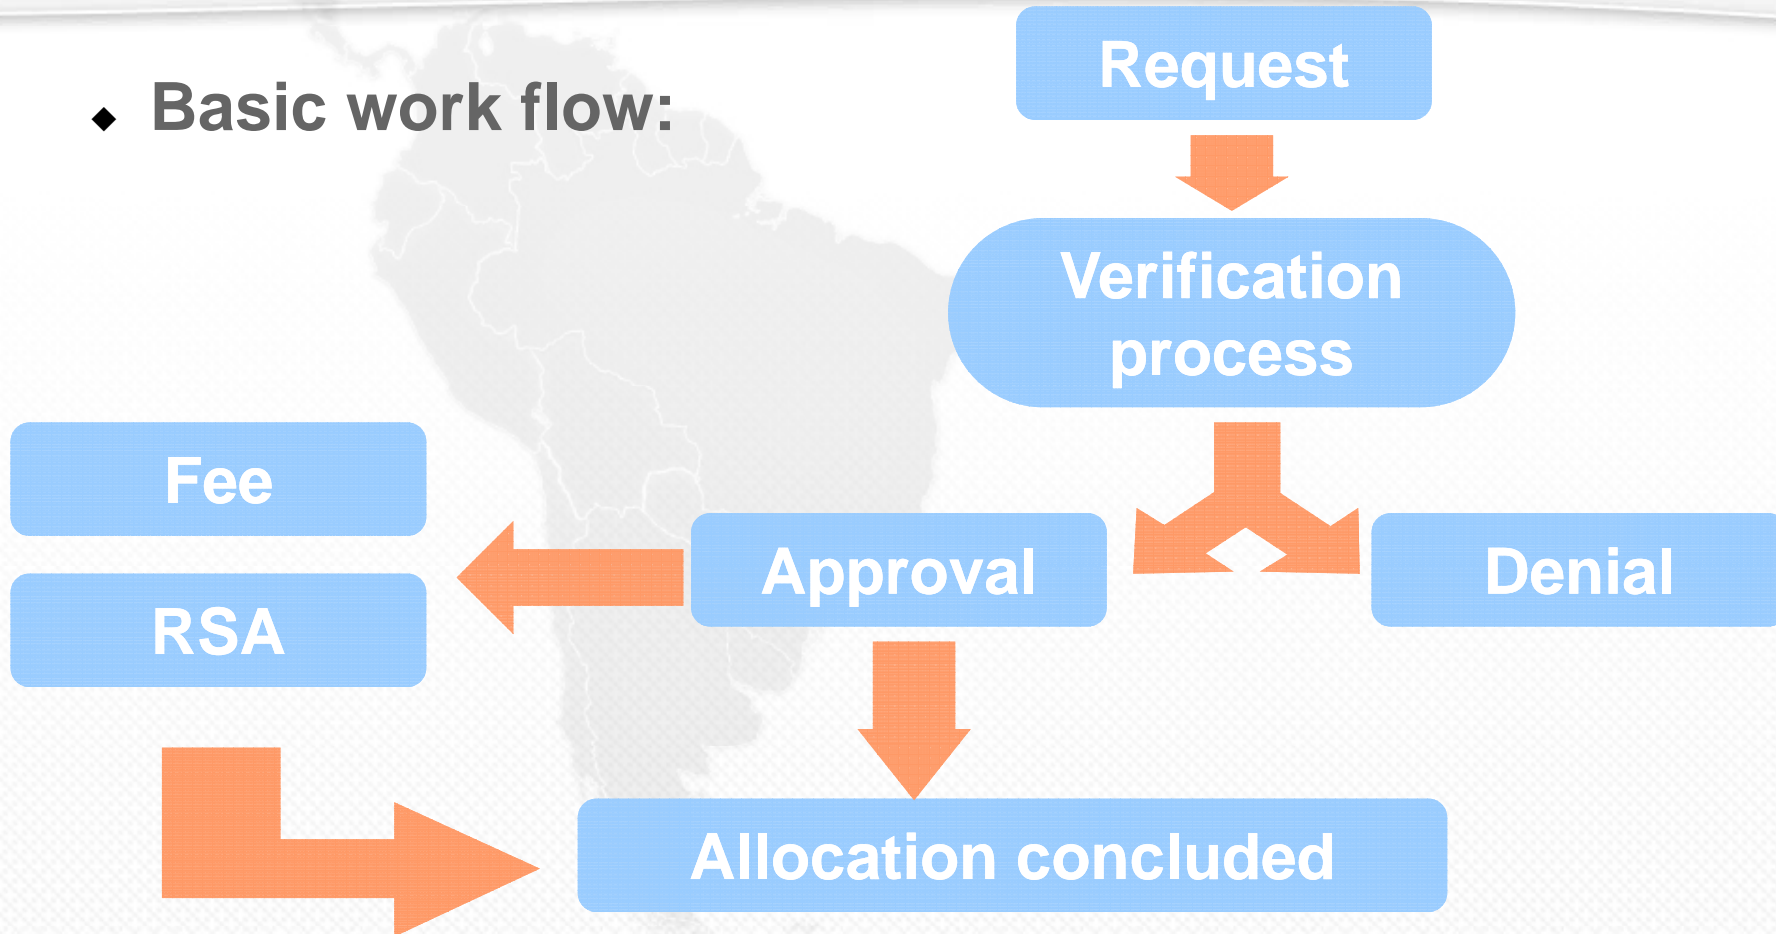 Basic work flow:
Request
Verification
process
Fee
Approval
Denial
RSA
Allocation concluded